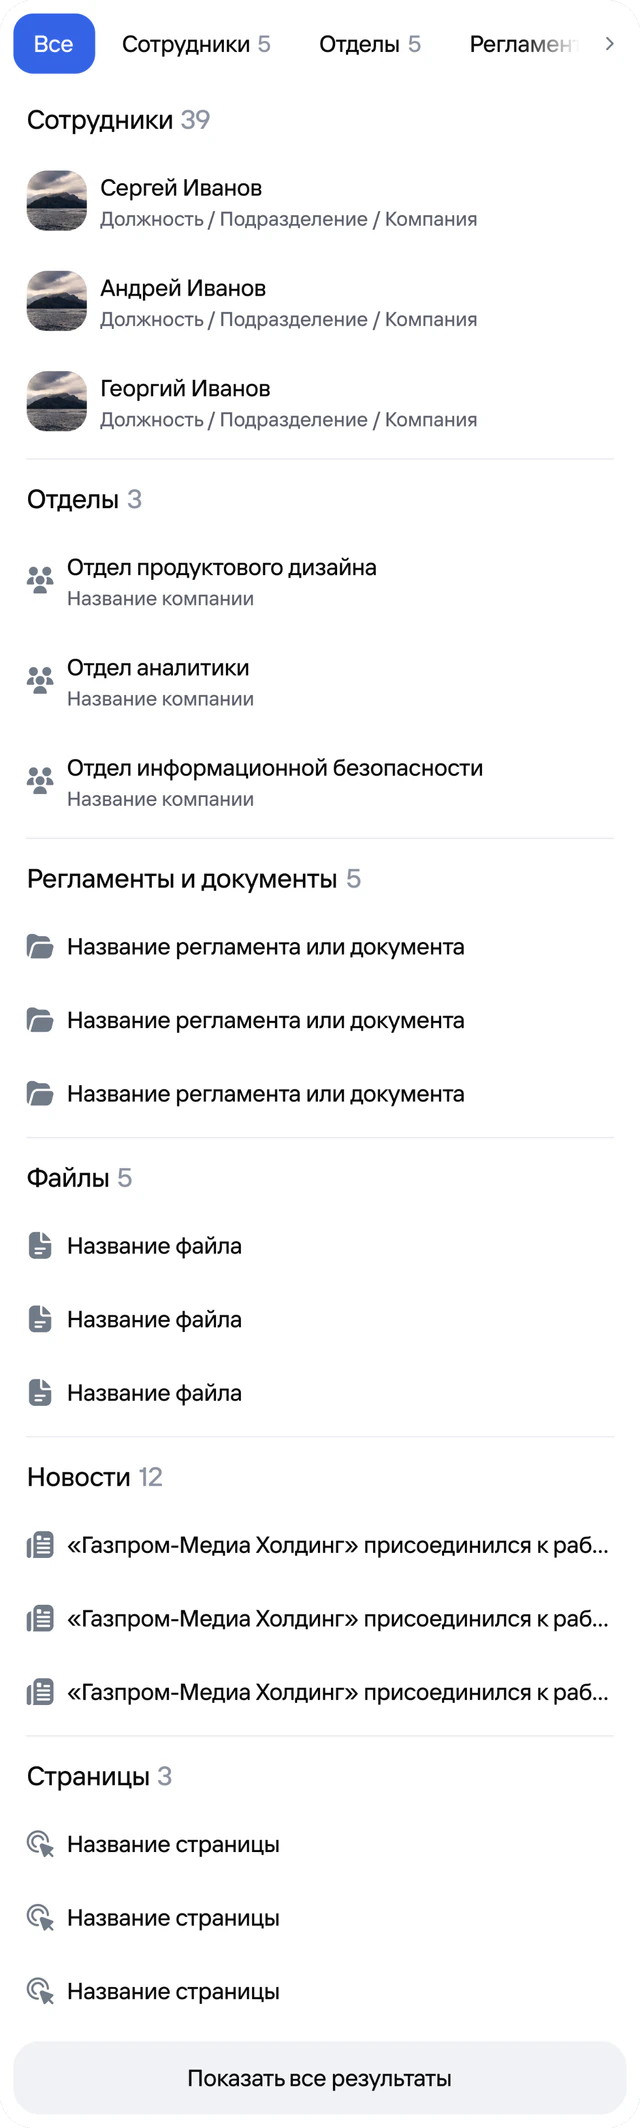 Все Сотрудники 5 Отделы 5 Регламент
Сотрудники 39
Сергей Иванов
Должность / Подразделение / Компания
Андрей Иванов
Должность / Подразделение / Компания
Георгий Иванов
Должность / Подразделение / Компания
Отделы 3
Отдел продуктового дизайна
Название компании
Отдел аналитики
Название компании
Отдел информационной безопасности
Название компании
Регламенты и документы 5
Название регламента или документа
Название регламента или документа
Название регламента или документа
Файлы 5
Название файла
Название файла
Название файла
Новости 12
«Газпром-Медиа Холдинг» присоединился к раб...
«Газпром-Медиа Холдинг» присоединился к раб...
«Газпром-Медиа Холдинг» присоединился к раб...
Страницы 3
Название страницы
Название страницы
Название страницы
Показать все результаты